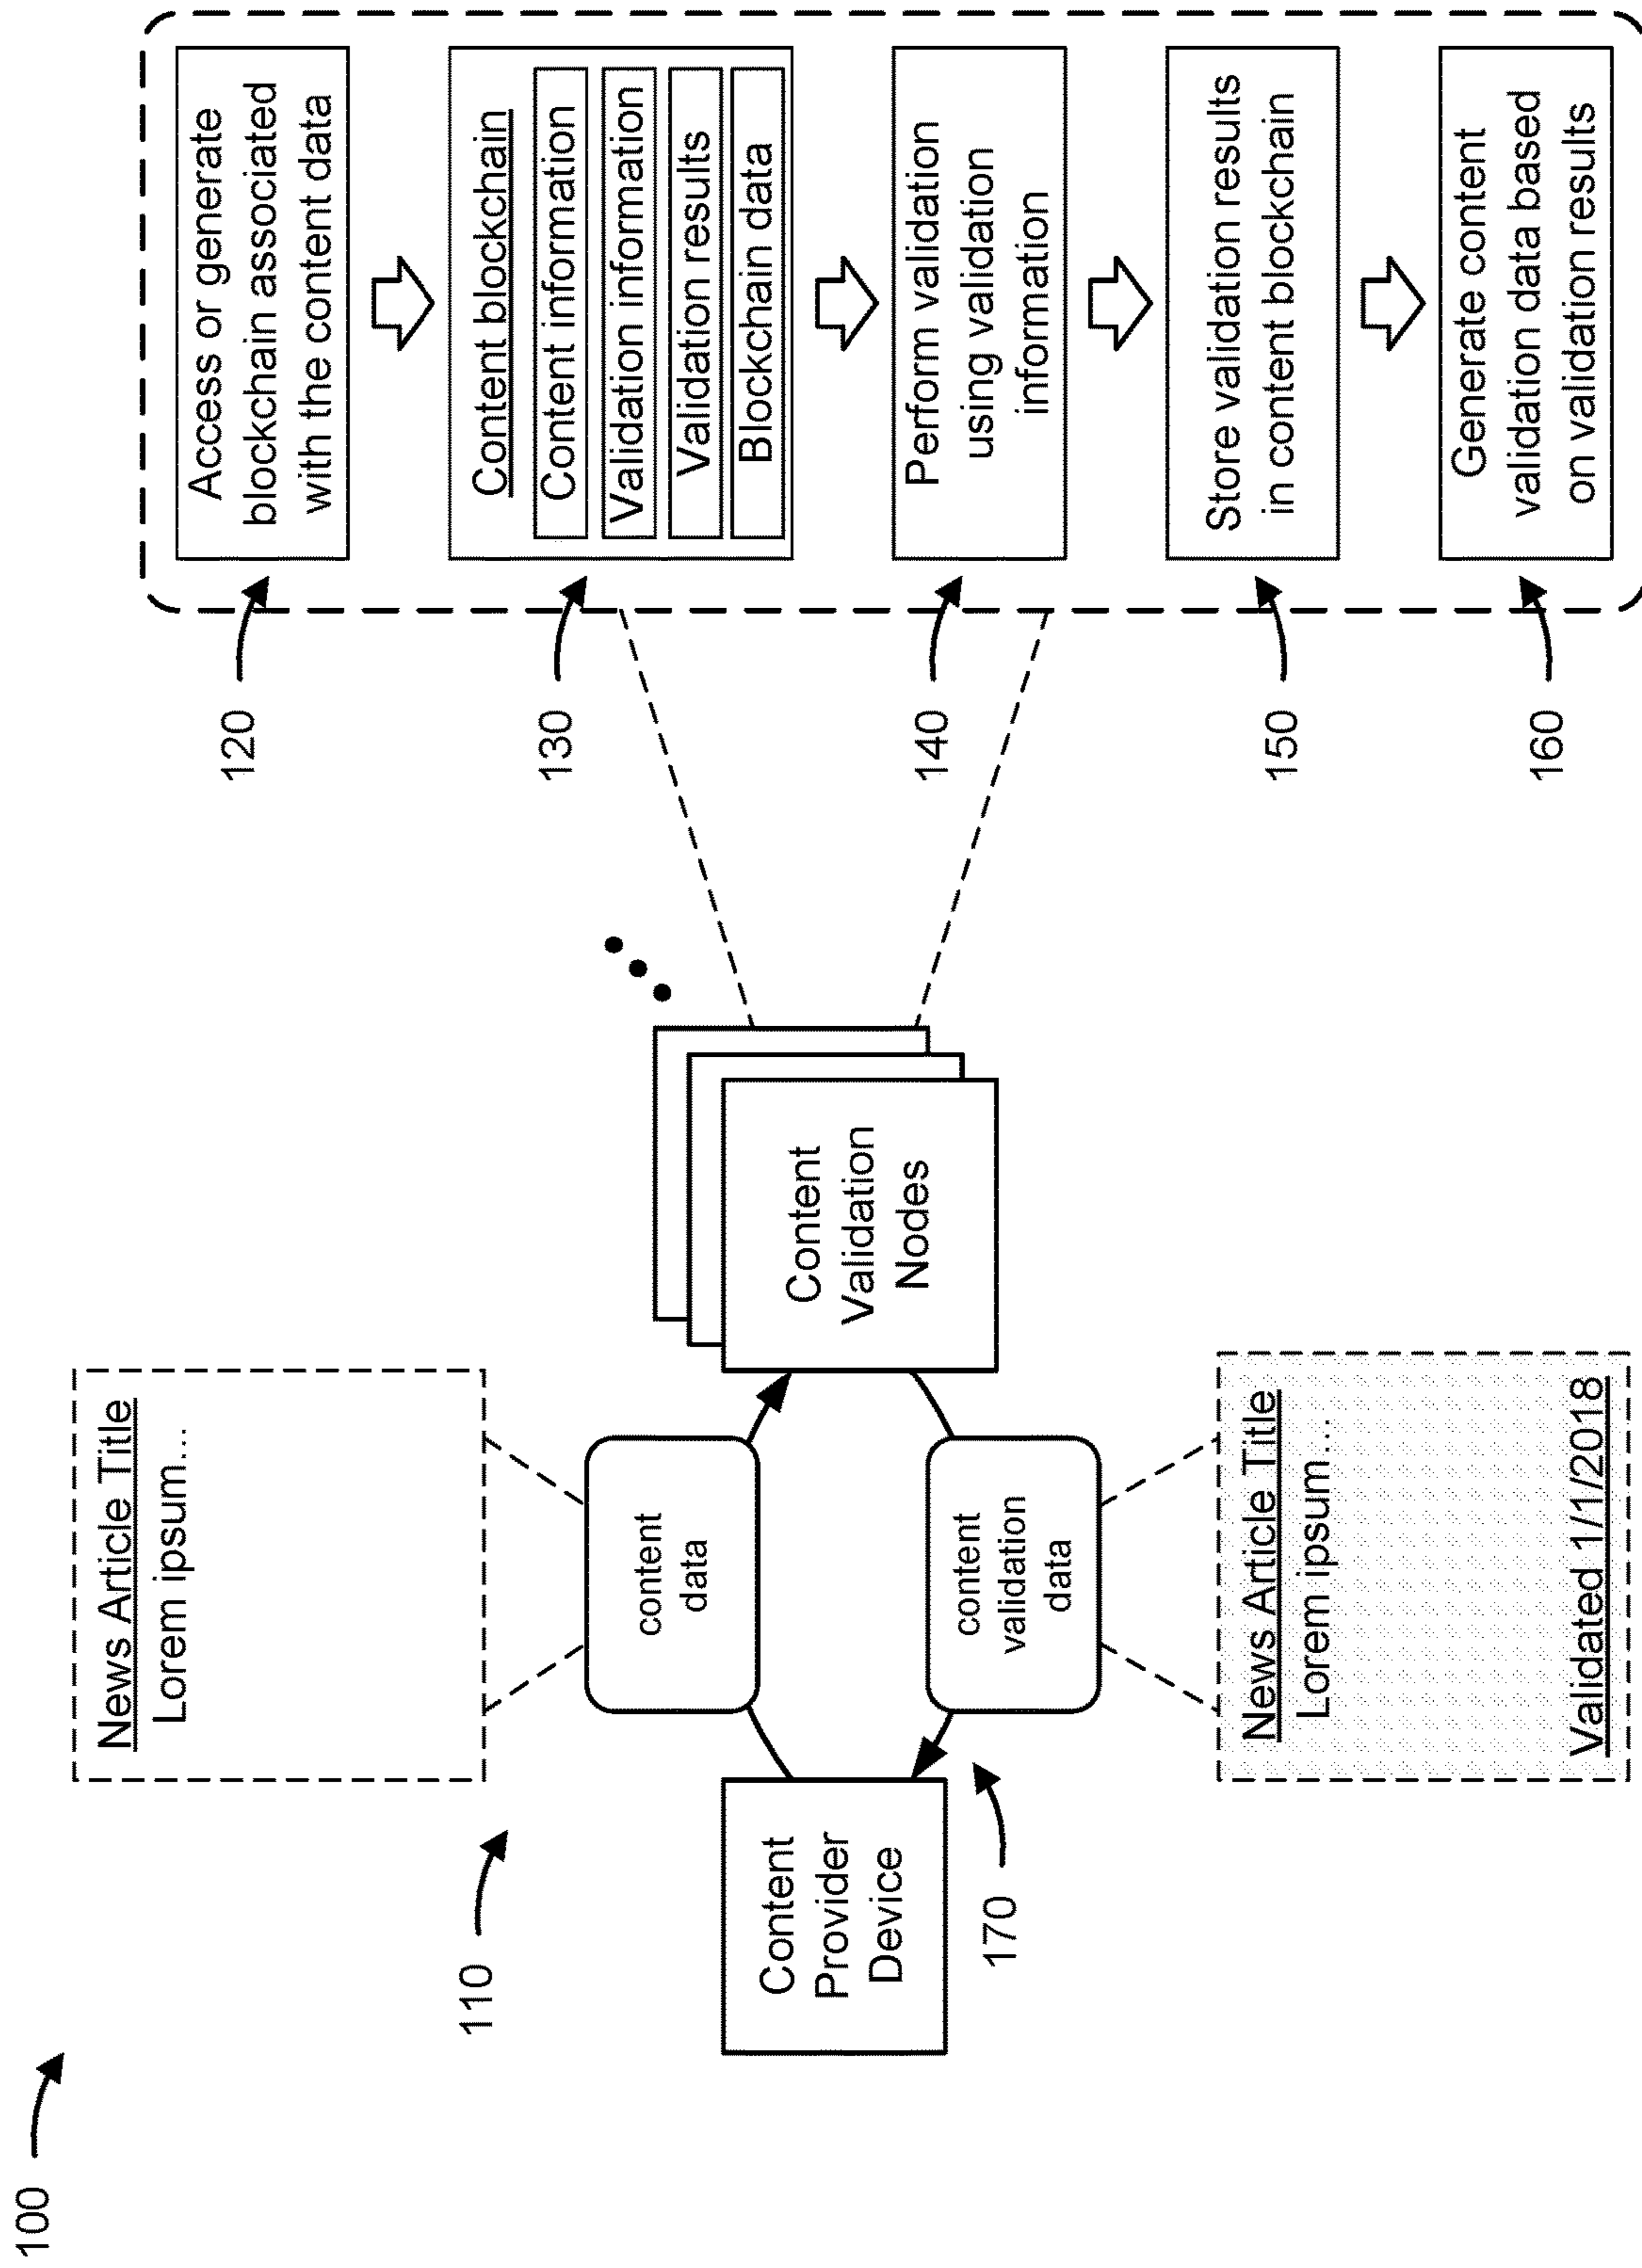 100
110
News Article Title
Lorem ipsum...
content
data
Content
Provider
Device
Content
Validation
Nodes
170
content
validation
data
News Article Title
Lorem ipsum...
Validated 1/1/2018
120
Access or generate
blockchain associated
with the content data
130
Content blockchain
Content information
Validation information
Validation results
Blockchain data
140
Perform validation
using validation
information
150
Store validation results
in content blockchain
160
Generate content
validation data based
on validation results